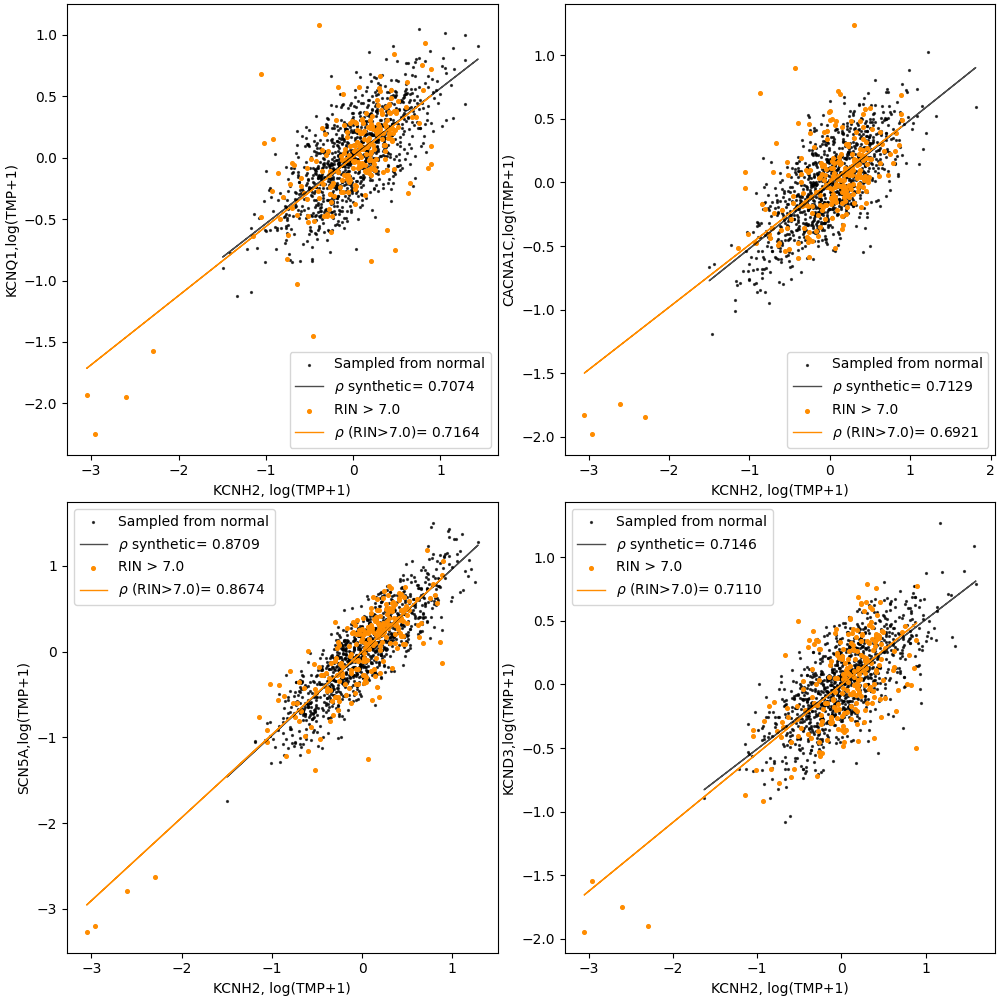 1.0
0.5
0.0
−0.5
−1.0
−1.5
−2.0
KCNQ1,log(TMP+1)
Sampled from normal
ρ synthetic= 0.7074
RIN > 7.0
ρ (RIN>7.0)= 0.7164
−3 −2 −1 0 1
KCNH2, log(TMP+1)
1.0
0.5
0.0
−0.5
−1.0
−1.5
−2.0
CACNA1C,log(TMP+1)
Sampled from normal
ρ synthetic= 0.7129
RIN > 7.0
ρ (RIN>7.0)= 0.6921
−3 −2 −1 0 1 2
KCNH2, log(TMP+1)
Sampled from normal
ρ synthetic= 0.8709
RIN > 7.0
ρ (RIN>7.0)= 0.8674
1
0
−1
−2
−3
SCN5A,log(TMP+1)
−3 −2 −1 0 1
KCNH2, log(TMP+1)
Sampled from normal
ρ synthetic= 0.7146
RIN > 7.0
ρ (RIN>7.0)= 0.7110
1.0
0.5
0.0
−0.5
−1.0
−1.5
−2.0
KCND3,log(TMP+1)
−3 −2 −1 0 1
KCNH2, log(TMP+1)